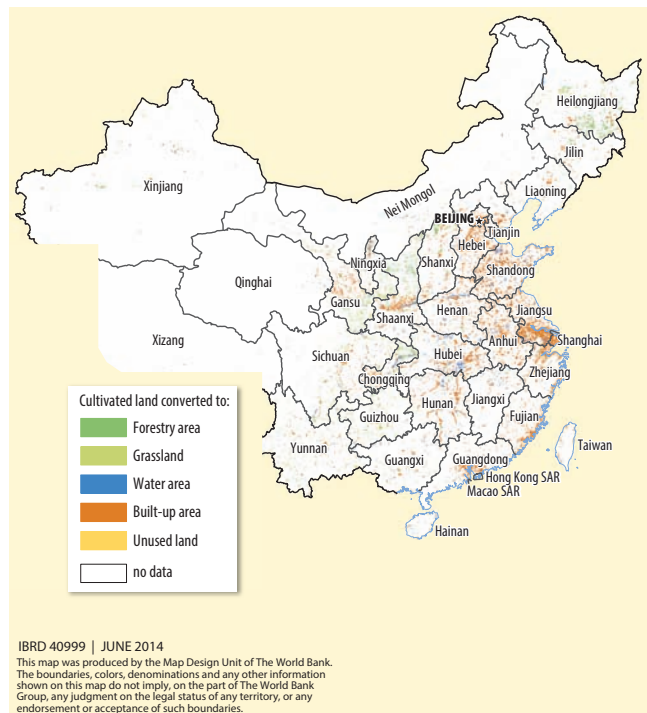 Heilongjiang
Jilin
Xinjiang
Liaoning
Nei Mongol
BEIJING
Tianjin
Hebei
Ningxia
Shanxi
Shandong
Qinghai
Gansu
Henan
Jiangsu
Shaanxi
Xizang
Anhui
Shanghai
Sichuan
Hubei
Chongqing
Zhejiang
Hunan
Jiangxi
Guizhou
Fujian
Yunnan
Taiwan
Guangxi
Guangdong
Hong Kong SAR
Macao SAR
Hainan
Cultivated land converted to:
Forestry area
Grassland
Water area
Built-up area
Unused land
no data
IBRD 40999 | JUNE 2014
This map was produced by the Map Design Unit of The World Bank.
The boundaries, colors, denominations and any other information
shown on this map do not imply, on the part of The World Bank
Group, any judgment on the legal status of any territory, or any
endorsement or acceptance of such boundaries.